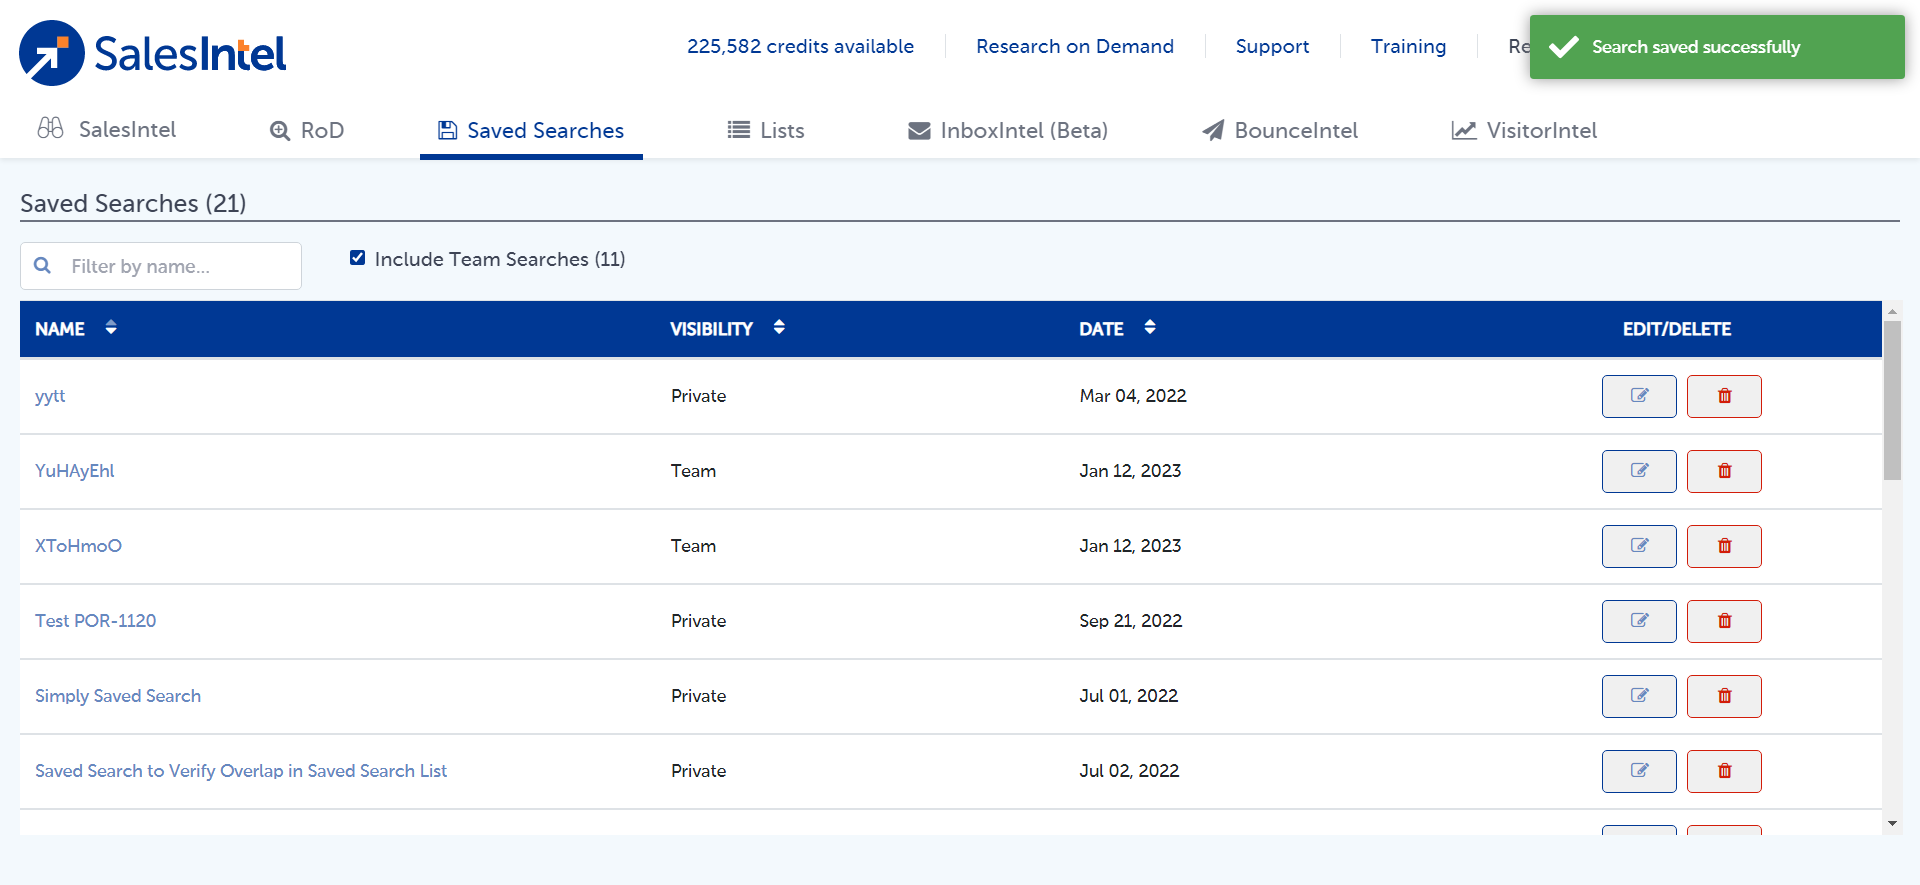 SalesIntel
225,582 credits available
Research on Demand
Support
Training
Re
Search saved successfully
SalesIntel
RoD
Saved Searches
Lists
InboxIntel (Beta)
BounceIntel
VisitorIntel
Saved Searches (21)
Filter by name...
Include Team Searches (11)
NAME VISIBILITY DATE EDIT/DELETE
yytt Private Mar 04, 2022
YuHAyEhl Team Jan 12, 2023
XToHmoO Team Jan 12, 2023
Test POR-1120 Private Sep 21, 2022
Simply Saved Search Private Jul 01, 2022
Saved Search to Verify Overlap in Saved Search List Private Jul 02, 2022